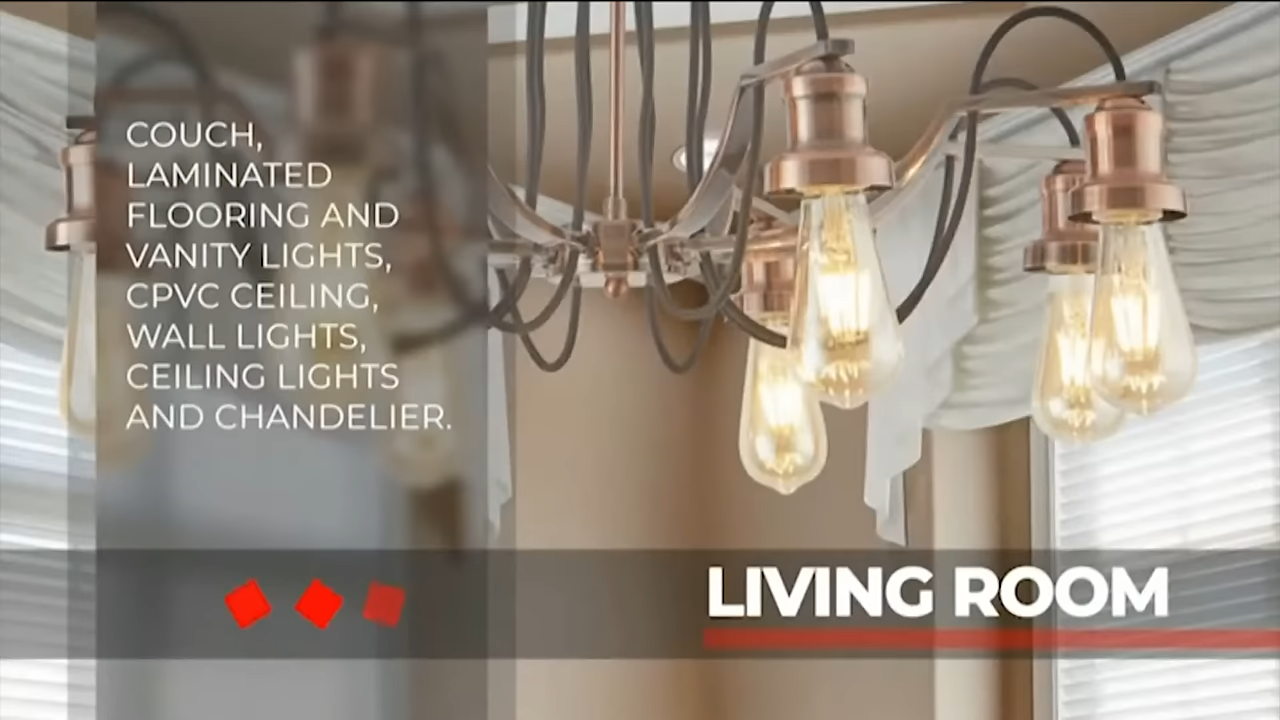 COUCH,
LAMINATED
FLOORING AND
VANITY LIGHTS,
CPVC CEILING,
WALL LIGHTS,
CEILING LIGHTS
AND CHANDELIER.
LIVING ROOM